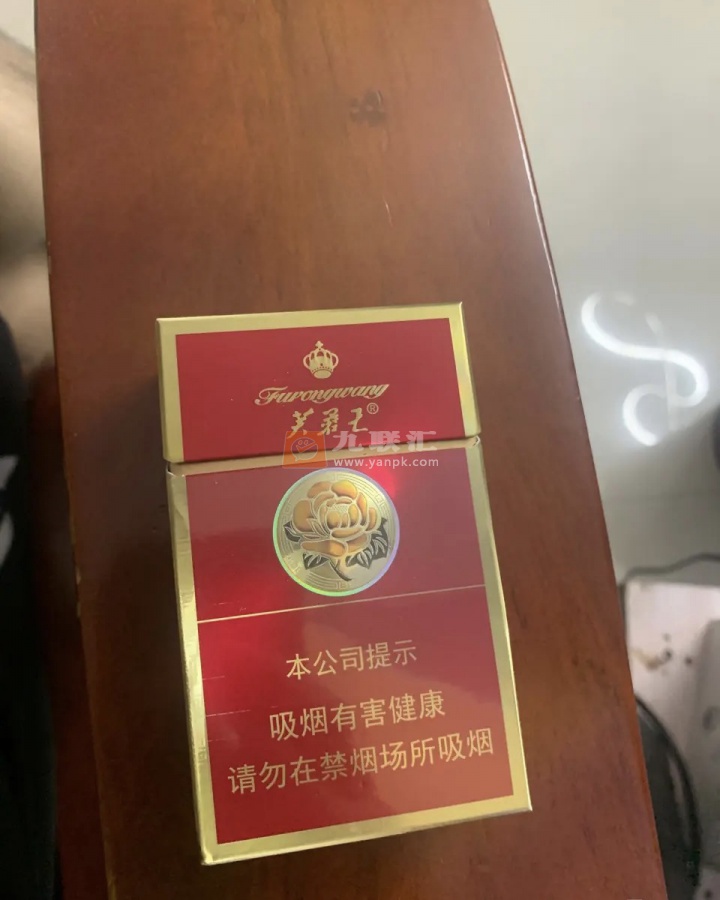 Furongwang
芙蓉王®
九联汇
www.yanpk.com
本公司提示
吸烟有害健康
请勿在禁烟场所吸烟